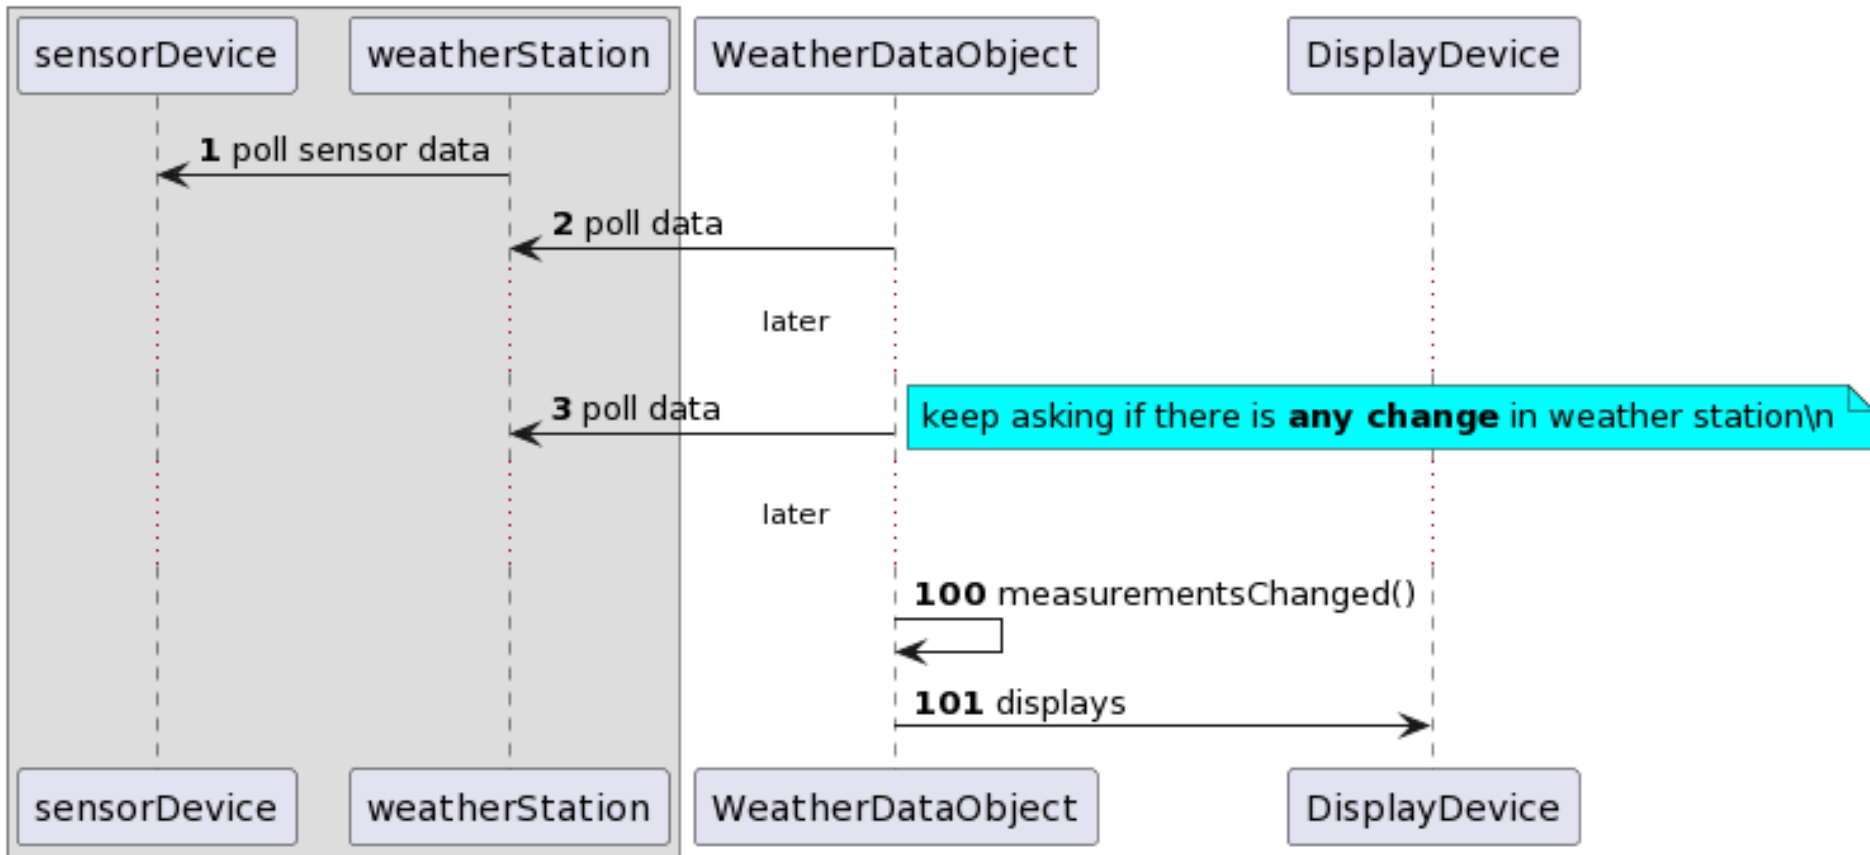 sensorDevice
weatherStation
WeatherDataObject
DisplayDevice
1 poll sensor data
2 poll data
later
3 poll data
keep asking if there is any change in weather station\n
later
100 measurementsChanged()
101 displays
sensorDevice
weatherStation
WeatherDataObject
DisplayDevice